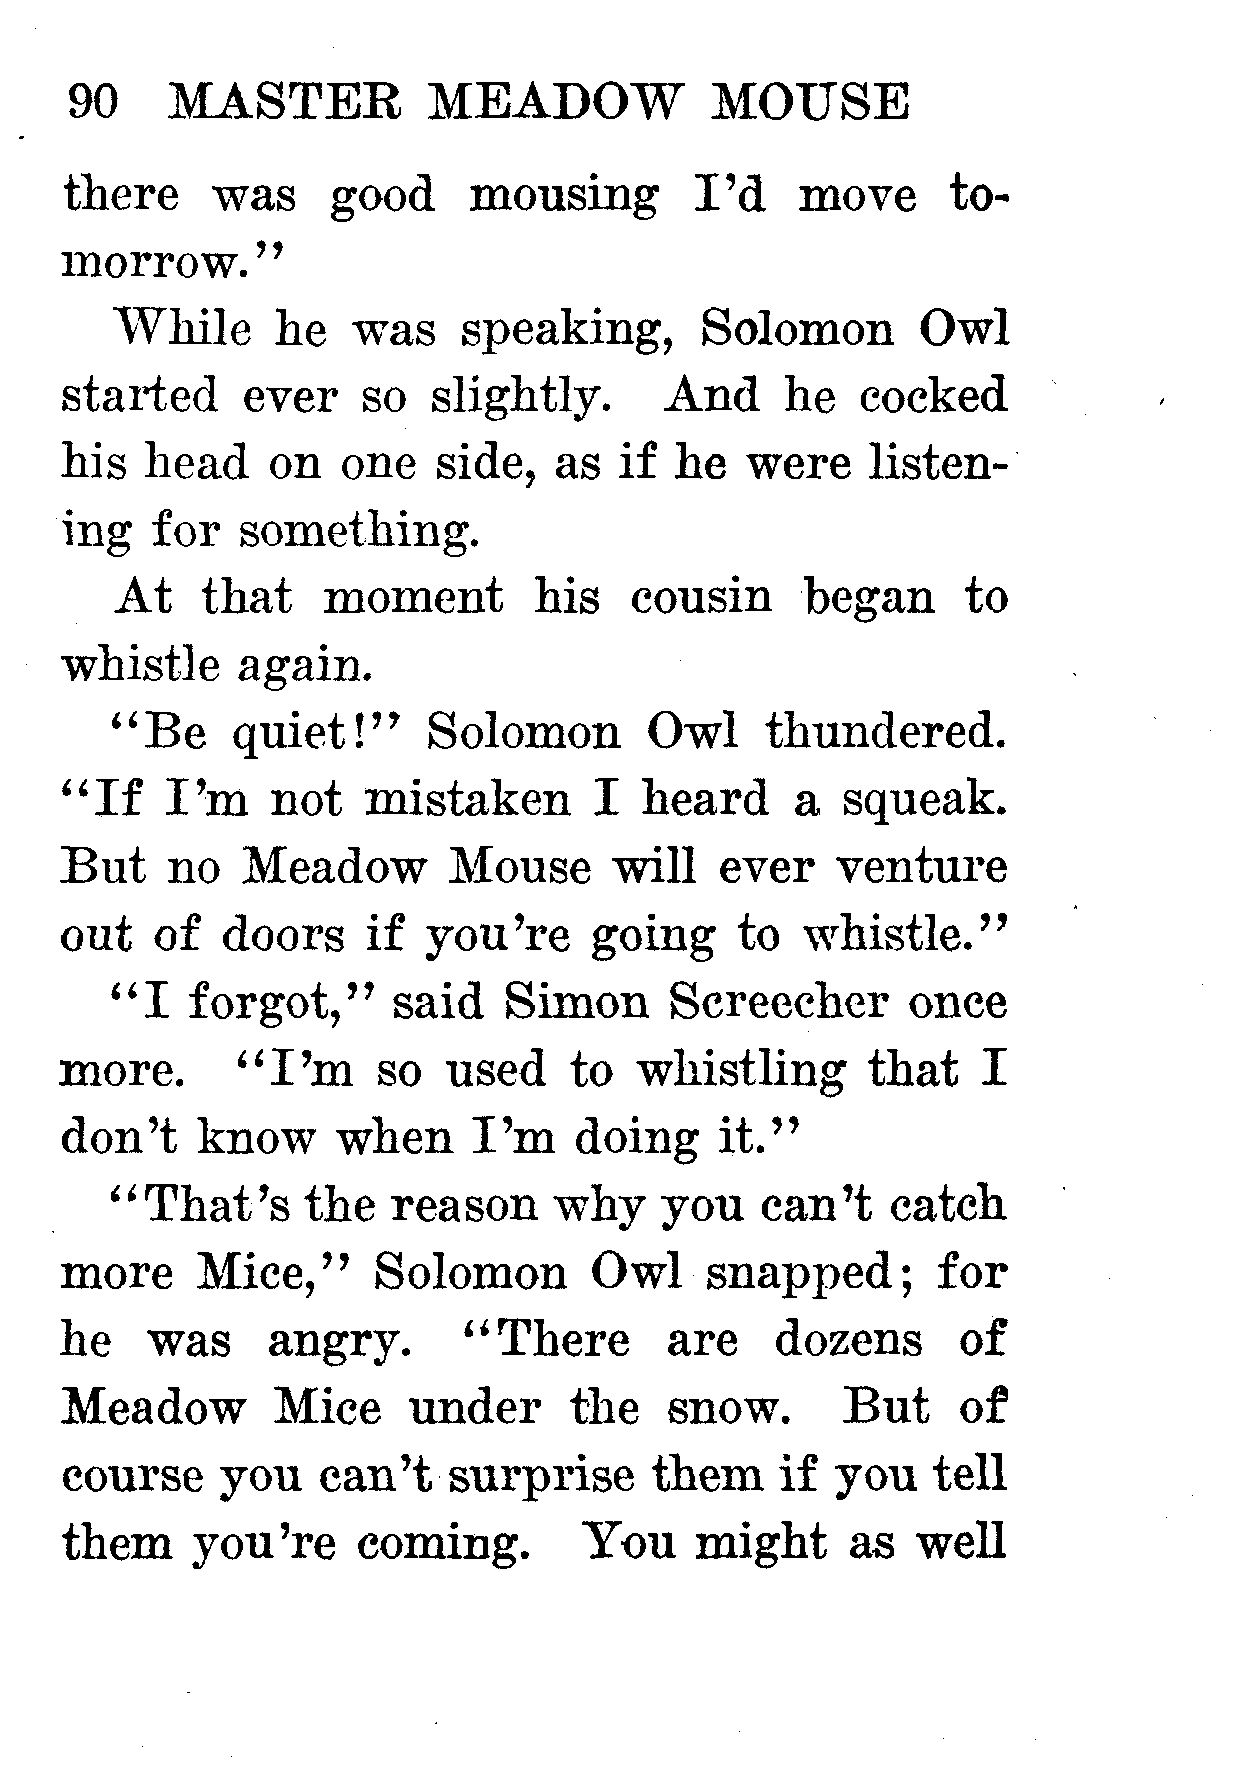 90 MASTER MEADOW MOUSE
there was good mousing I'd move to-
morrow."
While he was speaking, Solomon Owl
started ever so slightly. And he cocked
his head on one side, as if he were listen-
ing for something.
At that moment his cousin began to
whistle again.
"Be quiet!" Solomon Owl thundered.
"If I'm not mistaken I heard a squeak.
But no Meadow Mouse will ever venture
out of doors if you're going to whistle."
"I forgot," said Simon Screecher once
more. "I'm so used to whistling that I
don't know when I'm doing it."
"That's the reason why you can't catch
more Mice," Solomon Owl snapped; for
he was angry. "There are dozens of
Meadow Mice under the snow. But of
course you can't surprise them if you tell
them you're coming. You might as well